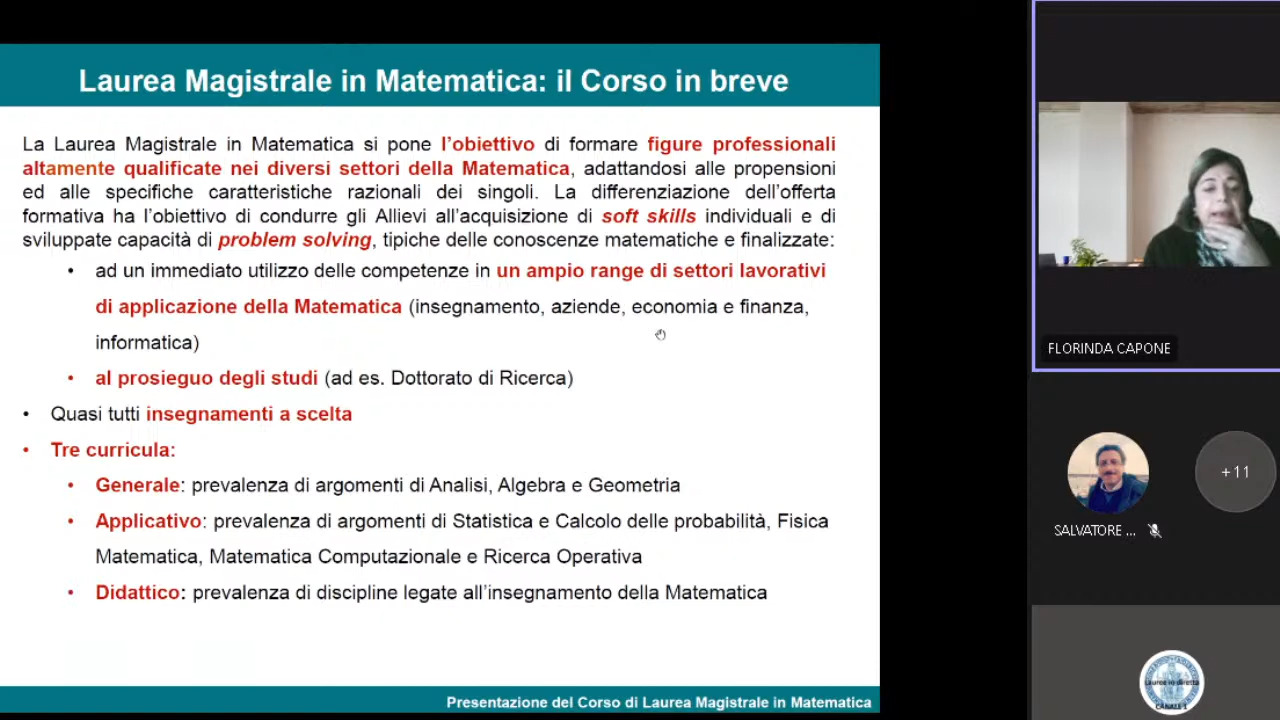 Laurea Magistrale in Matematica: il Corso in breve
La Laurea Magistrale in Matematica si pone l'obiettivo di formare figure professionali
altamente qualificate nei diversi settori della Matematica, adattandosi alle propensioni
ed alle specifiche caratteristiche razionali dei singoli. La differenziazione dell'offerta
formativa ha l'obiettivo di condurre gli Allievi all'acquisizione di soft skills individuali e di
sviluppate capacità di problem solving, tipiche delle conoscenze matematiche e finalizzate:
• ad un immediato utilizzo delle competenze in un ampio range di settori lavorativi
di applicazione della Matematica (insegnamento, aziende, economia e finanza,
informatica)
• al prosieguo degli studi (ad es. Dottorato di Ricerca)
• Quasi tutti insegnamenti a scelta
• Tre curricula:
• Generale: prevalenza di argomenti di Analisi, Algebra e Geometria
• Applicativo: prevalenza di argomenti di Statistica e Calcolo delle probabilità, Fisica
Matematica, Matematica Computazionale e Ricerca Operativa
• Didattico: prevalenza di discipline legate all'insegnamento della Matematica
Presentazione del Corso di Laurea Magistrale in Matematica
FLORINDA CAPONE
+11
SALVATORE ...
Lauree in diretta
CANALE 1